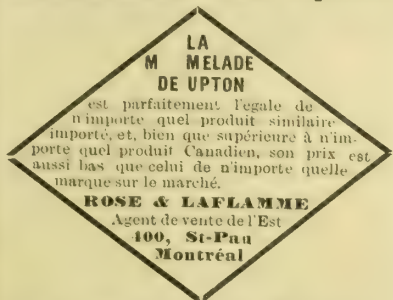 LA
M MELADE
DE UPTON
est parfaitement l'egale de
n'importe quel produit similaire
importé, et, bien que supérieure à n'im-
porte quel produit Canadien, son prix est
aussi bas que celui de n'importe quelle
marque sur le marché.
ROSE & LAFLAMME
Agent de vente de l'Est
400, St-Pau
Montréal